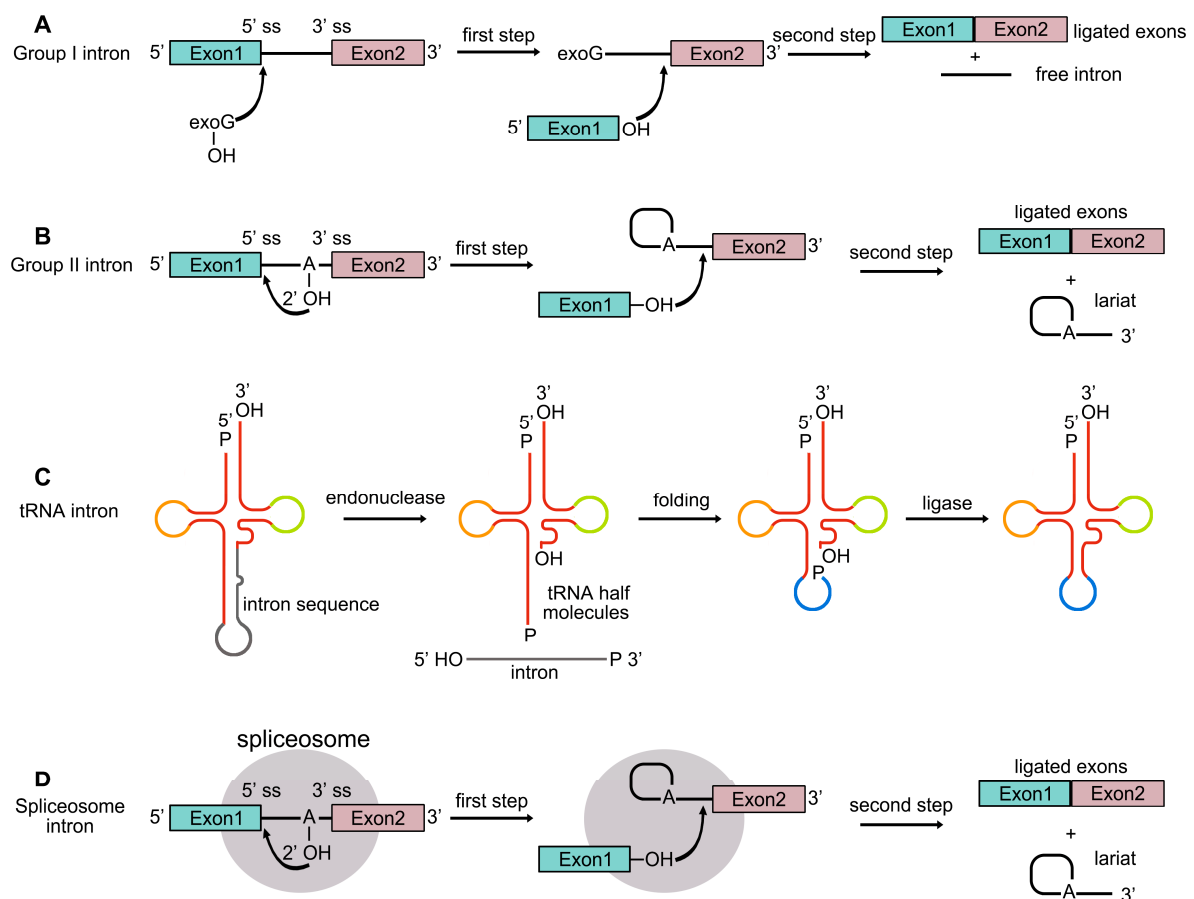 A
Group I intron
5’ ss
3’ ss
5’
Exon1
Exon2
3’
exoG
OH
first step
exoG
Exon2
3’
5’
Exon1
OH
second step
Exon1
Exon2
ligated exons
+
free intron
B
Group II intron
5’ ss
3’ ss
5’
Exon1
A
Exon2
3’
2’
OH
first step
A
Exon2
3’
Exon1
OH
second step
ligated exons
Exon1
Exon2
+
lariat
A
3’
C
tRNA intron
3’
OH
5’
P
intron sequence
endonuclease
3’
OH
5’
P
OH
tRNA half
molecules
P
5’ HO
P 3’
intron
folding
3’
OH
5’
P
OH
P
ligase
3’
OH
5’
P
D
Spliceosome
intron
spliceosome
5’ ss
3’ ss
5’
Exon1
A
Exon2
3’
2’
OH
first step
A
Exon2
3’
Exon1
OH
second step
ligated exons
Exon1
Exon2
+
lariat
A
3’